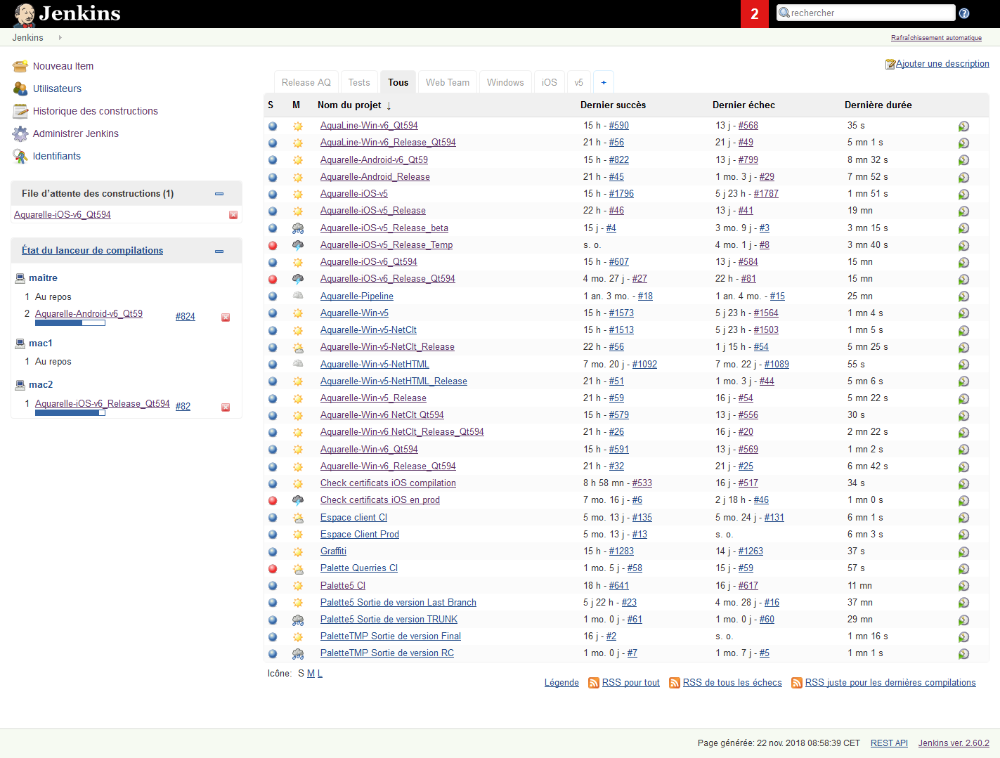 Jenkins
2
rechercher
Jenkins
Rafraîchissement automatique
Nouveau Item
Utilisateurs
Historique des constructions
Administrer Jenkins
Identifiants
File d'attente des constructions (1)
Aquarelle-iOS-v6_Qt594
État du lanceur de compilations
maître
1 Au repos
2 Aquarelle-Android-v6_Qt59 #824
mac1
1 Au repos
mac2
1 Aquarelle-iOS-v6_Release_Qt594 #82
Ajouter une description
Release AQ Tests Tous Web Team Windows iOS v5 +
S M Nom du projet ↓ Dernier succès Dernier échec Dernière durée
AquaLine-Win-v6_Qt594 15 h - #590 13 j - #568 35 s
AquaLine-Win-v6_Release_Qt594 21 h - #56 21 j - #49 5 mn 1 s
Aquarelle-Android-v6_Qt59 15 h - #822 13 j - #799 8 mn 32 s
Aquarelle-Android_Release 21 h - #45 1 mo. 3 j - #29 7 mn 52 s
Aquarelle-iOS-v5 15 h - #1796 5 j 23 h - #1787 1 mn 51 s
Aquarelle-iOS-v5_Release 22 h - #46 13 j - #41 19 mn
Aquarelle-iOS-v5_Release_beta 15 j - #4 3 mo. 9 j - #3 3 mn 15 s
Aquarelle-iOS-v5_Release_Temp s. o. 4 mo. 1 j - #8 3 mn 40 s
Aquarelle-iOS-v6_Qt594 15 h - #607 13 j - #584 15 mn
Aquarelle-iOS-v6_Release_Qt594 4 mo. 27 j - #27 22 h - #81 15 mn
Aquarelle-Pipeline 1 an. 3 mo. - #18 1 an. 4 mo. - #15 25 mn
Aquarelle-Win-v5 15 h - #1573 5 j 23 h - #1564 1 mn 4 s
Aquarelle-Win-v5-NetClt 15 h - #1513 5 j 23 h - #1503 1 mn 5 s
Aquarelle-Win-v5-NetClt_Release 22 h - #56 1 j 15 h - #54 5 mn 25 s
Aquarelle-Win-v5-NetHTML 7 mo. 20 j - #1092 7 mo. 22 j - #1089 55 s
Aquarelle-Win-v5-NetHTML_Release 21 h - #51 1 mo. 3 j - #44 5 mn 6 s
Aquarelle-Win-v5_Release 21 h - #59 16 j - #54 5 mn 22 s
Aquarelle-Win-v6 NetClt Qt594 15 h - #579 13 j - #556 30 s
Aquarelle-Win-v6 NetClt_Release_Qt594 21 h - #26 16 j - #20 2 mn 22 s
Aquarelle-Win-v6_Qt594 15 h - #591 13 j - #569 1 mn 2 s
Aquarelle-Win-v6_Release_Qt594 21 h - #32 21 j - #25 6 mn 42 s
Check certificats iOS compilation 8 h 58 mn - #533 16 j - #517 34 s
Check certificats iOS en prod 7 mo. 16 j - #6 2 j 18 h - #46 1 mn 0 s
Espace client CI 5 mo. 13 j - #135 5 mo. 24 j - #131 6 mn 1 s
Espace Client Prod 5 mo. 13 j - #13 s. o. 6 mn 3 s
Graffiti 15 h - #1283 14 j - #1263 37 s
Palette Querries CI 1 mo. 5 j - #58 15 j - #59 57 s
Palette5 CI 18 h - #641 16 j - #617 11 mn
Palette5 Sortie de version Last Branch 5 j 22 h - #23 4 mo. 28 j - #16 37 mn
Palette5 Sortie de version TRUNK 1 mo. 0 j - #61 1 mo. 0 j - #60 29 mn
PaletteTMP Sortie de version Final 16 j - #2 s. o. 1 mn 16 s
PaletteTMP Sortie de version RC 1 mo. 0 j - #7 1 mo. 7 j - #5 1 mn 1 s
Icône: S M L
Légende RSS pour tout RSS de tous les échecs RSS juste pour les dernières compilations
Page générée: 22 nov. 2018 08:58:39 CET REST API Jenkins ver. 2.60.2